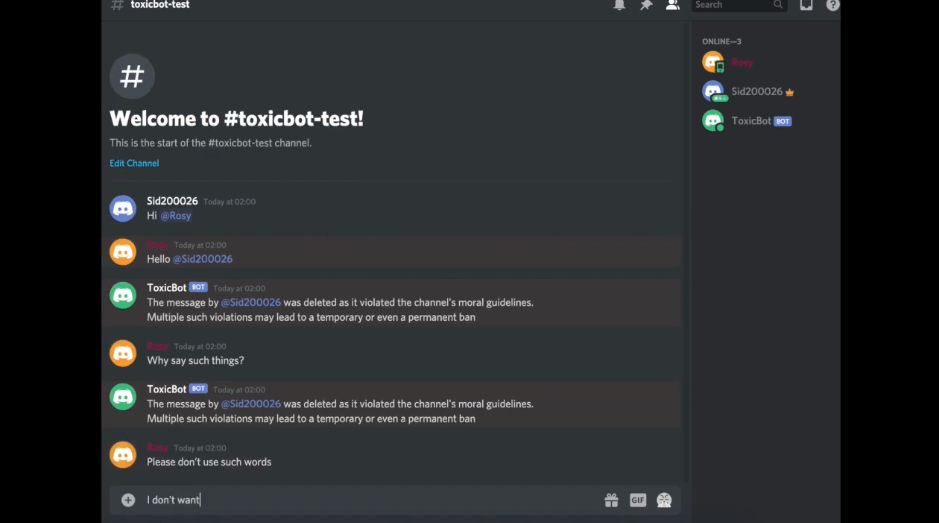 # toxicbot-test
Search
ONLINE—3
Rosy
Sid200026
ToxicBot BOT
#
Welcome to #toxicbot-test!
This is the start of the #toxicbot-test channel.
Edit Channel
Sid200026 Today at 02:00
Hi @Rosy
Rosy Today at 02:00
Hello @Sid200026
ToxicBot BOT Today at 02:00
The message by @Sid200026 was deleted as it violated the channel's moral guidelines.
Multiple such violations may lead to a temporary or even a permanent ban
Rosy Today at 02:00
Why say such things?
ToxicBot BOT Today at 02:00
The message by @Sid200026 was deleted as it violated the channel's moral guidelines.
Multiple such violations may lead to a temporary or even a permanent ban
Rosy Today at 02:00
Please don't use such words
I don't want
GIF